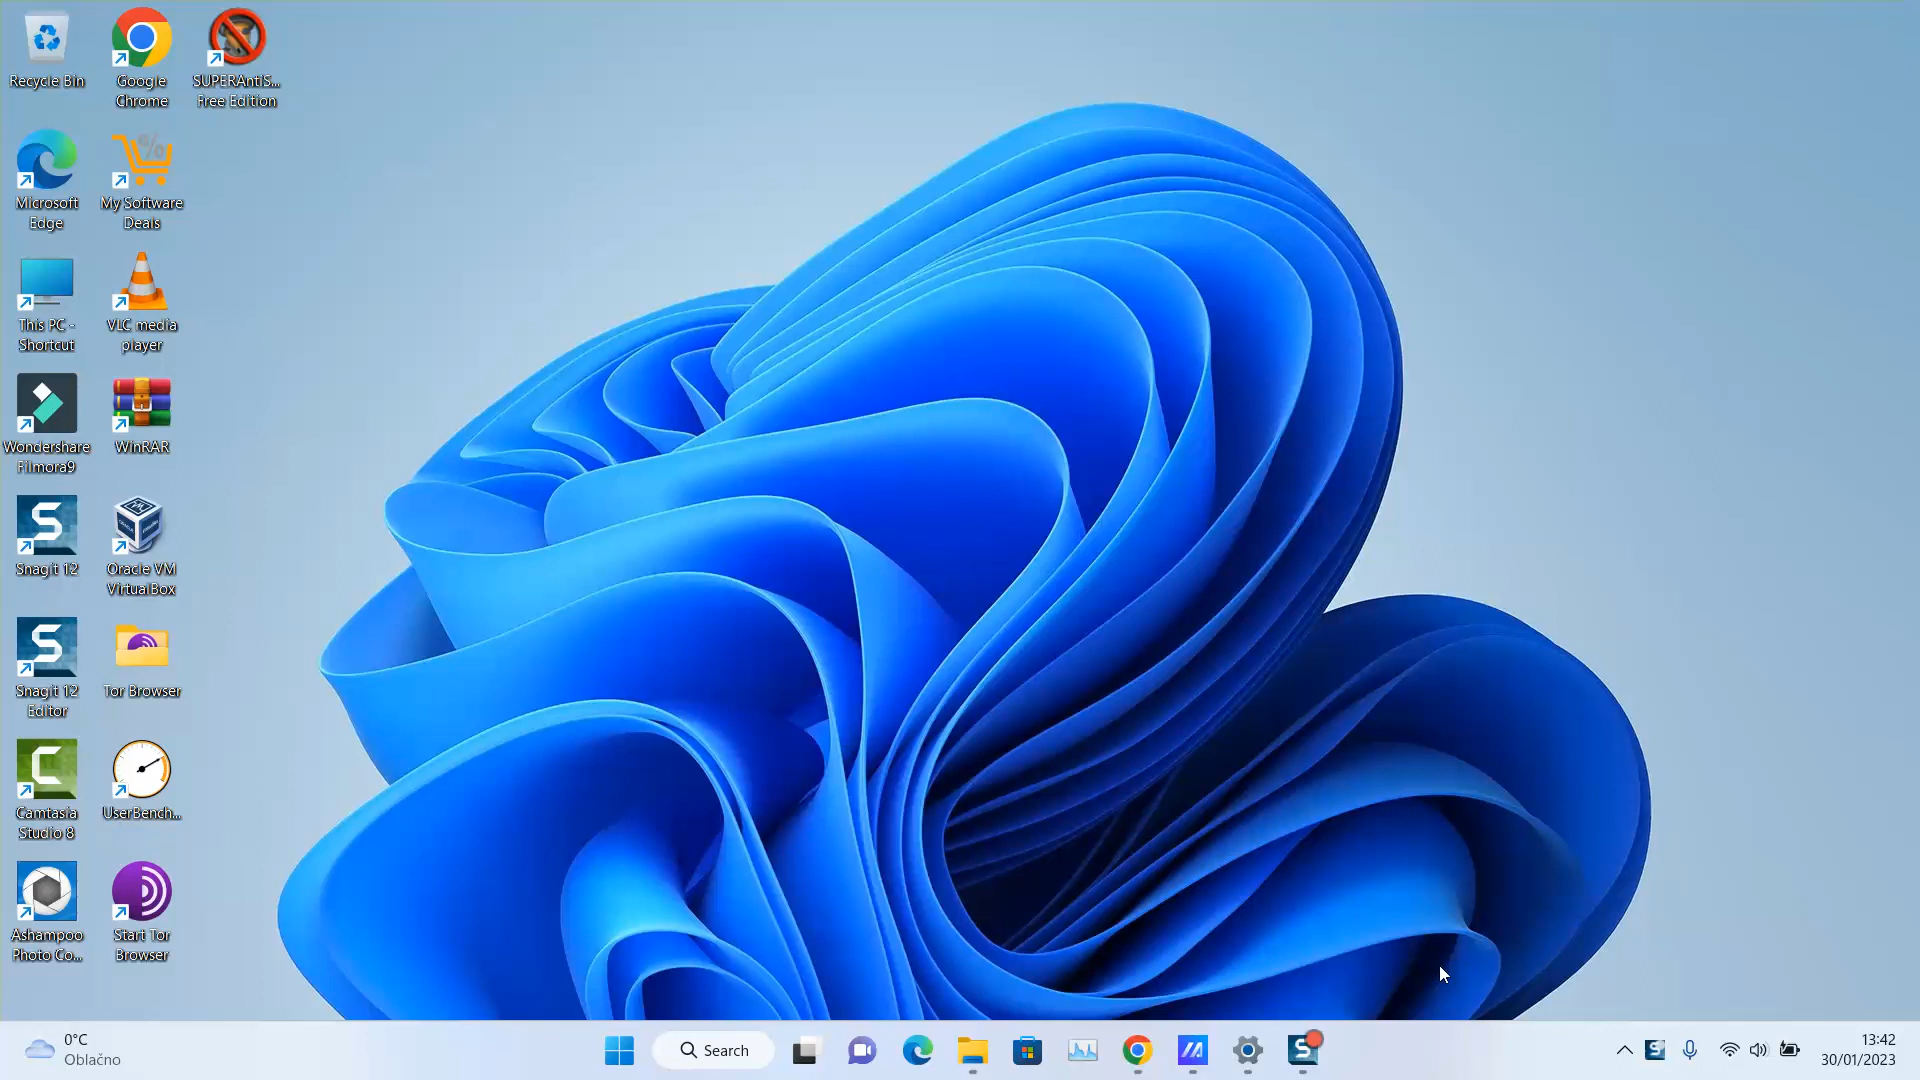 Recycle Bin
Google
Chrome
SUPERAntiS...
Free Edition
Microsoft
Edge
My Software
Deals
This PC -
Shortcut
VLC media
player
Wondershare
Filmora9
WinRAR
Snagit 12
Oracle VM
VirtualBox
Snagit 12
Editor
Tor Browser
Camtasia
Studio 8
UserBench...
Ashampoo
Photo Co...
Start Tor
Browser
0°C
Oblačno
Search
13:42
30/01/2023